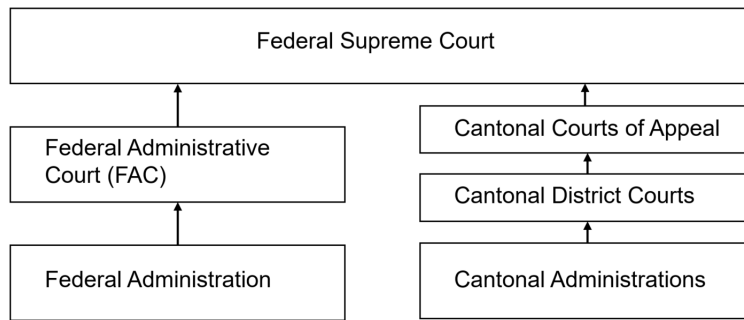 Federal Supreme Court
Federal Administrative
Court (FAC)
Federal Administration
Cantonal Courts of Appeal
Cantonal District Courts
Cantonal Administrations